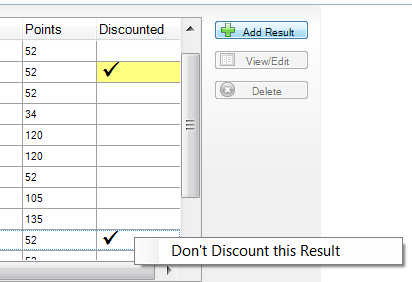 Points Discounted
52
52 ✓
52
34
120
120
52
105
135
52 ✓
Add Result
View/Edit
Delete
Don't Discount this Result